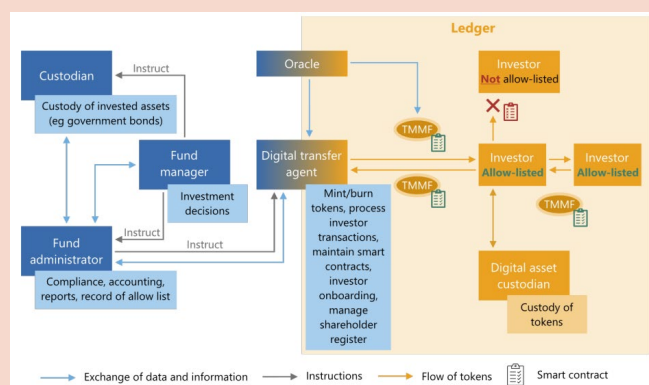 Ledger
Custodian
Custody of invested assets
(eg government bonds)
Instruct
Oracle
Investor
Not allow-listed
TMMF
Fund
manager
Investment
decisions
Digital transfer
agent
TMMF
Investor
Allow-listed
Investor
Allow-listed
TMMF
Mint/burn
tokens, process
investor
transactions,
maintain smart
contracts,
investor
onboarding,
manage
shareholder
register
Instruct
Instruct
Fund
administrator
Compliance, accounting,
reports, record of allow list
Digital asset
custodian
Custody of
tokens
Exchange of data and information
Instructions
Flow of tokens
Smart contract